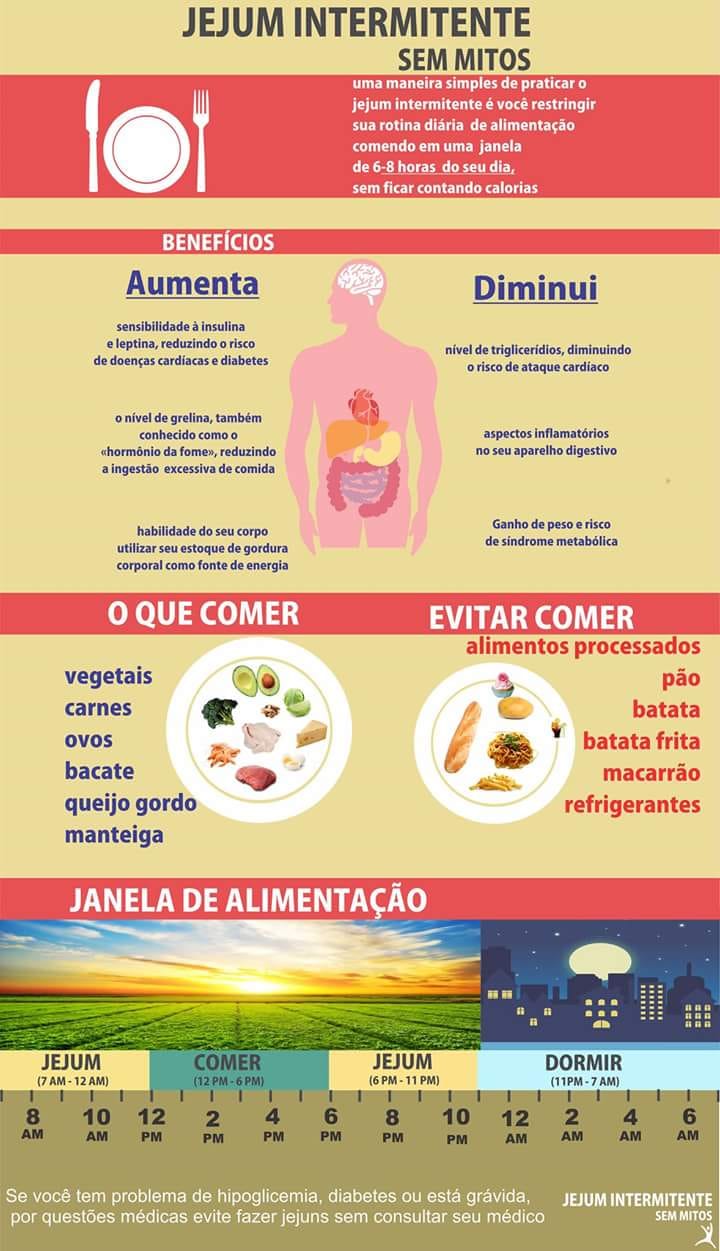 JEJUM INTERMITENTE
SEM MITOS
uma maneira simples de praticar o
jejum intermitente é você restringir
sua rotina diária de alimentação
comendo em uma janela
de 6-8 horas do seu dia,
sem ficar contando calorias
BENEFÍCIOS
Aumenta
sensibilidade à insulina
e leptina, reduzindo o risco
de doenças cardíacas e diabetes
o nível de grelina, também
conhecido como o
«hormônio da fome», reduzindo
a ingestão excessiva de comida
habilidade do seu corpo
utilizar seu estoque de gordura
corporal como fonte de energia
Diminui
nível de triglicerídios, diminuindo
o risco de ataque cardíaco
aspectos inflamatórios
no seu aparelho digestivo
Ganho de peso e risco
de síndrome metabólica
O QUE COMER
vegetais
carnes
ovos
bacate
queijo gordo
manteiga
EVITAR COMER
alimentos processados
pão
batata
batata frita
macarrão
refrigerantes
JANELA DE ALIMENTAÇÃO
JEJUM
(7 AM - 12 AM)
COMER
(12 PM - 6 PM)
JEJUM
(6 PM - 11 PM)
DORMIR
(11PM - 7 AM)
8 10 12 2 4 6 8 10 12 2 4 6
AM AM PM PM PM PM PM PM AM AM AM AM
Se você tem problema de hipoglicemia, diabetes ou está grávida,
por questões médicas evite fazer jejuns sem consultar seu médico
JEJUM INTERMITENTE
SEM MITOS